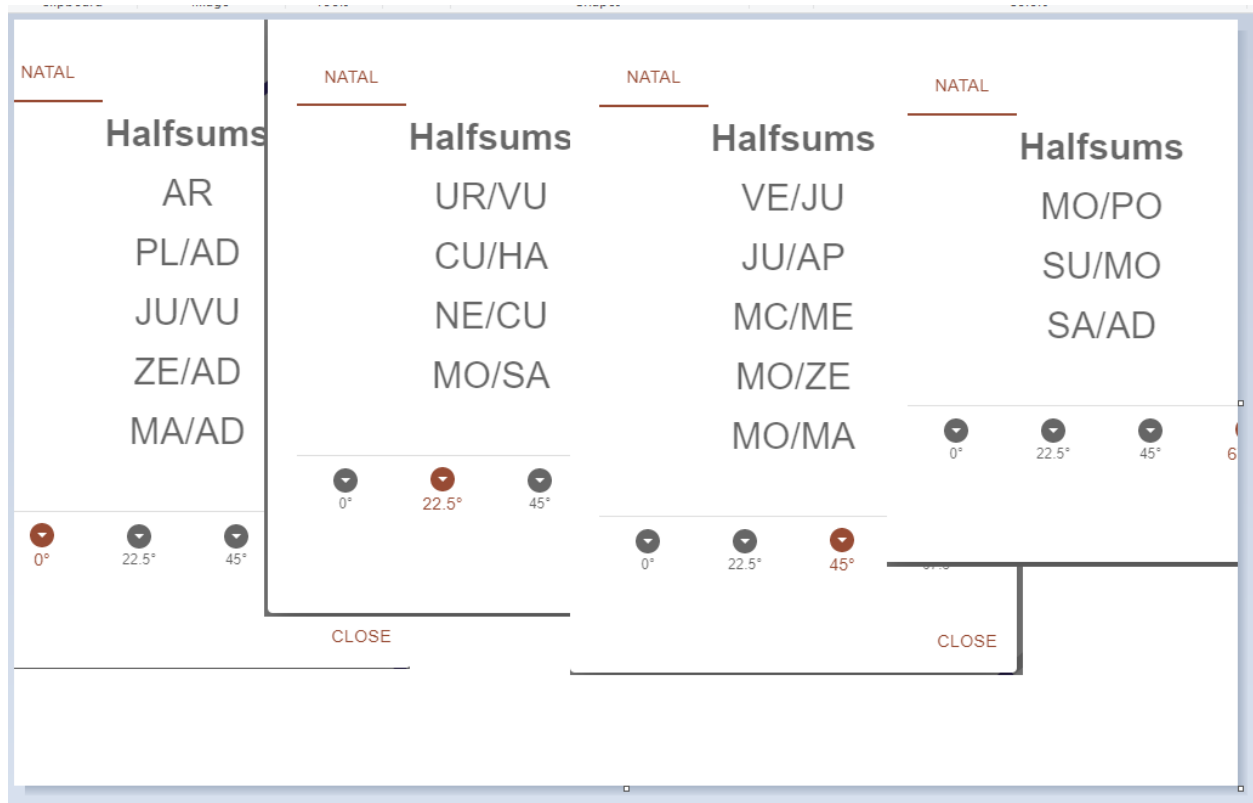 NATAL
Halfsums
AR
PL/AD
JU/VU
ZE/AD
MA/AD
0°
22.5°
45°
CLOSE
NATAL
Halfsums
UR/VU
CU/HA
NE/CU
MO/SA
0°
22.5°
45°
NATAL
Halfsums
VE/JU
JU/AP
MC/ME
MO/ZE
MO/MA
0°
22.5°
45°
CLOSE
NATAL
Halfsums
MO/PO
SU/MO
SA/AD
0°
22.5°
45°
6